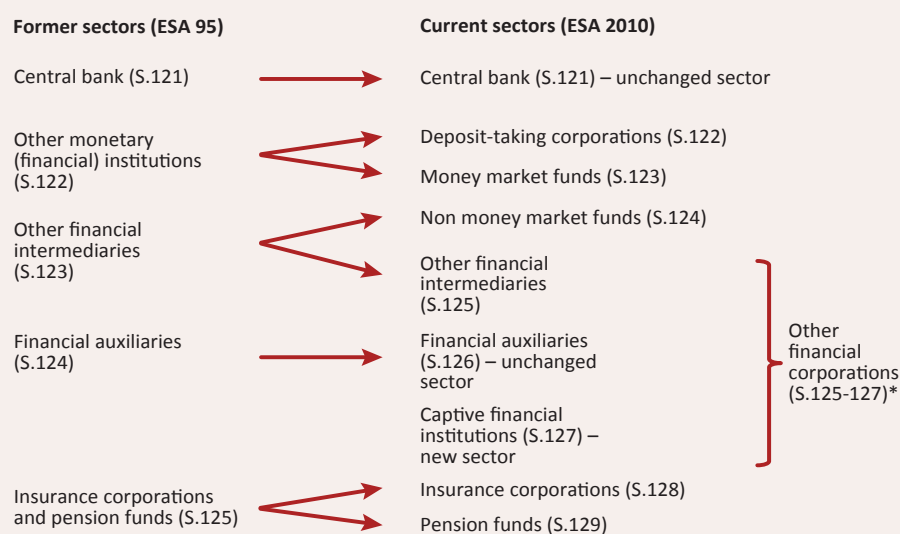 Former sectors (ESA 95)
Current sectors (ESA 2010)
Central bank (S.121)
Central bank (S.121) – unchanged sector
Other monetary
(financial) institutions
(S.122)
Deposit-taking corporations (S.122)
Money market funds (S.123)
Other financial
intermediaries
(S.123)
Non money market funds (S.124)
Other financial
intermediaries
(S.125)
Financial auxiliaries
(S.124)
Financial auxiliaries
(S.126) – unchanged
sector
Captive financial
institutions (S.127) –
new sector
Other
financial
corporations
(S.125-127)*
Insurance corporations
and pension funds (S.125)
Insurance corporations (S.128)
Pension funds (S.129)